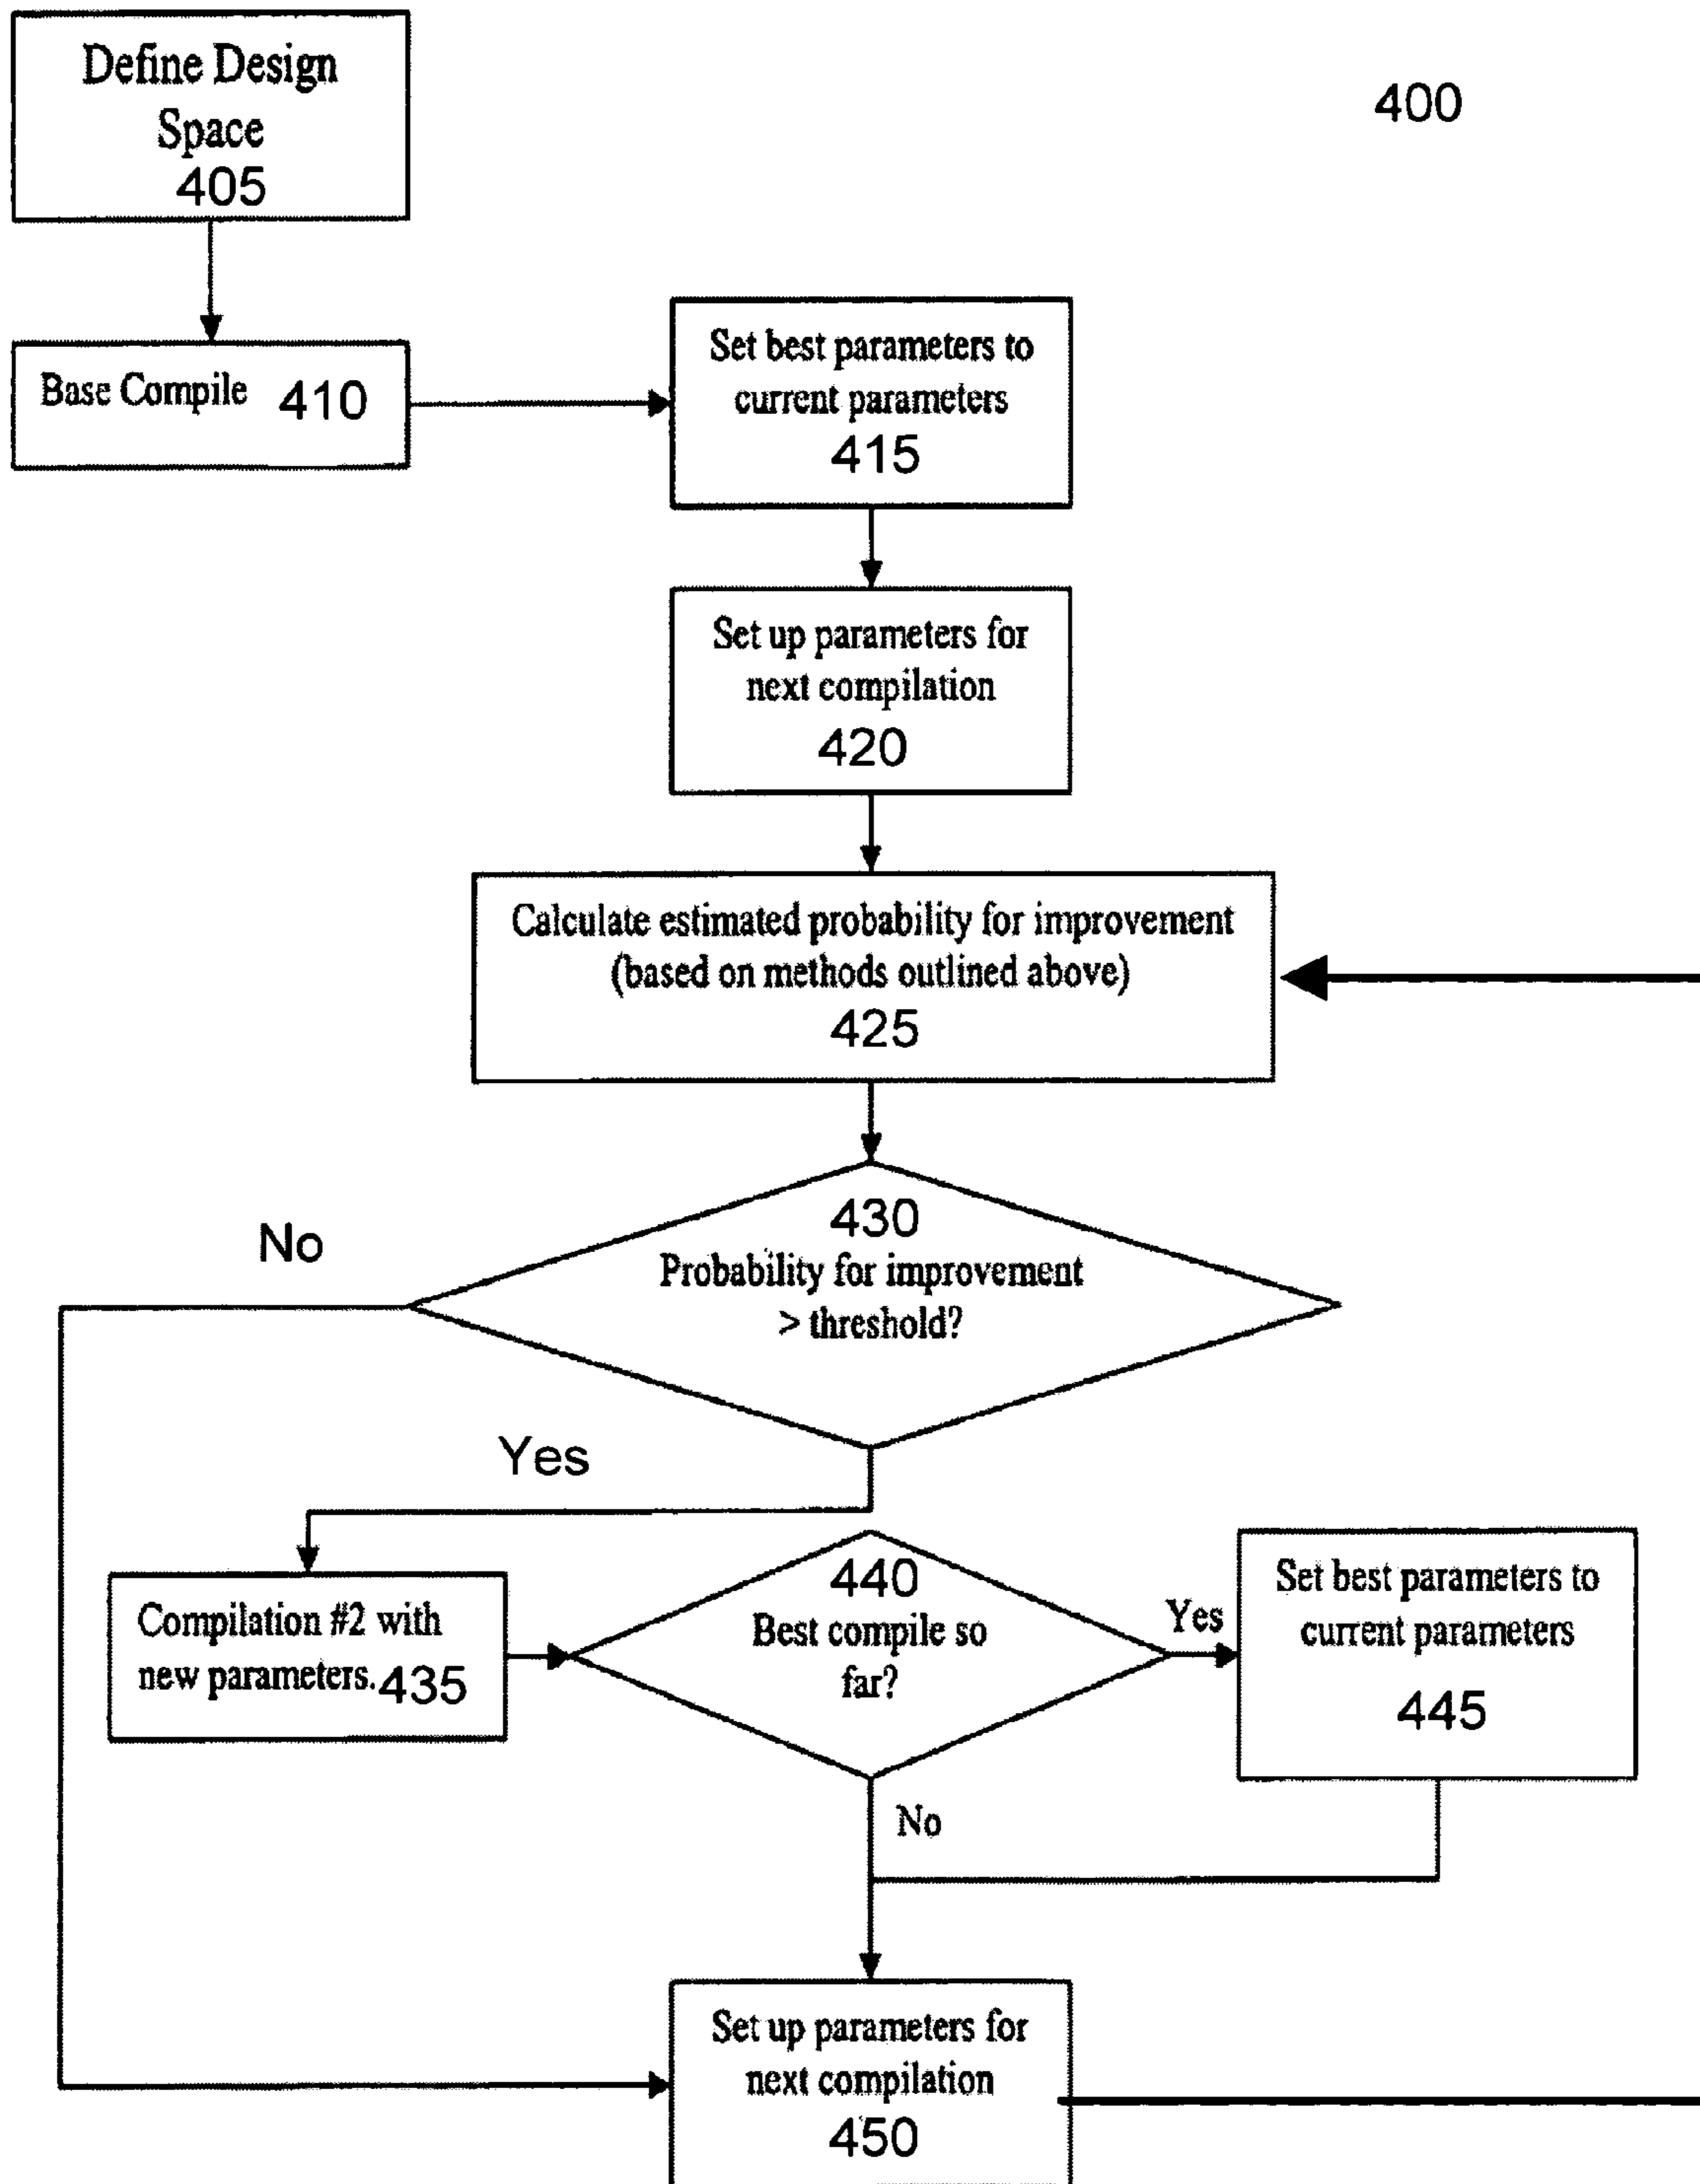 Define Design
Space
405
400
Base Compile 410
Set best parameters to
current parameters
415
Set up parameters for
next compilation
420
Calculate estimated probability for improvement
(based on methods outlined above)
425
430
Probability for improvement
> threshold?
No
Yes
Compilation #2 with
new parameters. 435
440
Best compile so
far?
Yes
Set best parameters to
current parameters
445
No
Set up parameters for
next compilation
450